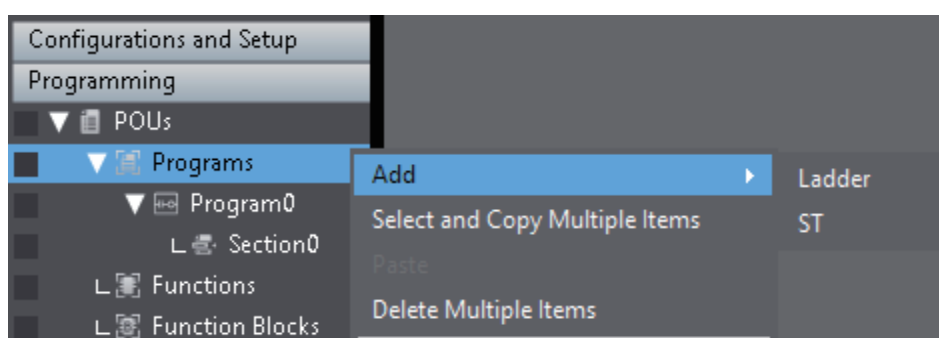 Configurations and Setup
Programming
POUs
Programs
Program0
Section0
Functions
Function Blocks
Add
Select and Copy Multiple Items
Paste
Delete Multiple Items
Ladder
ST